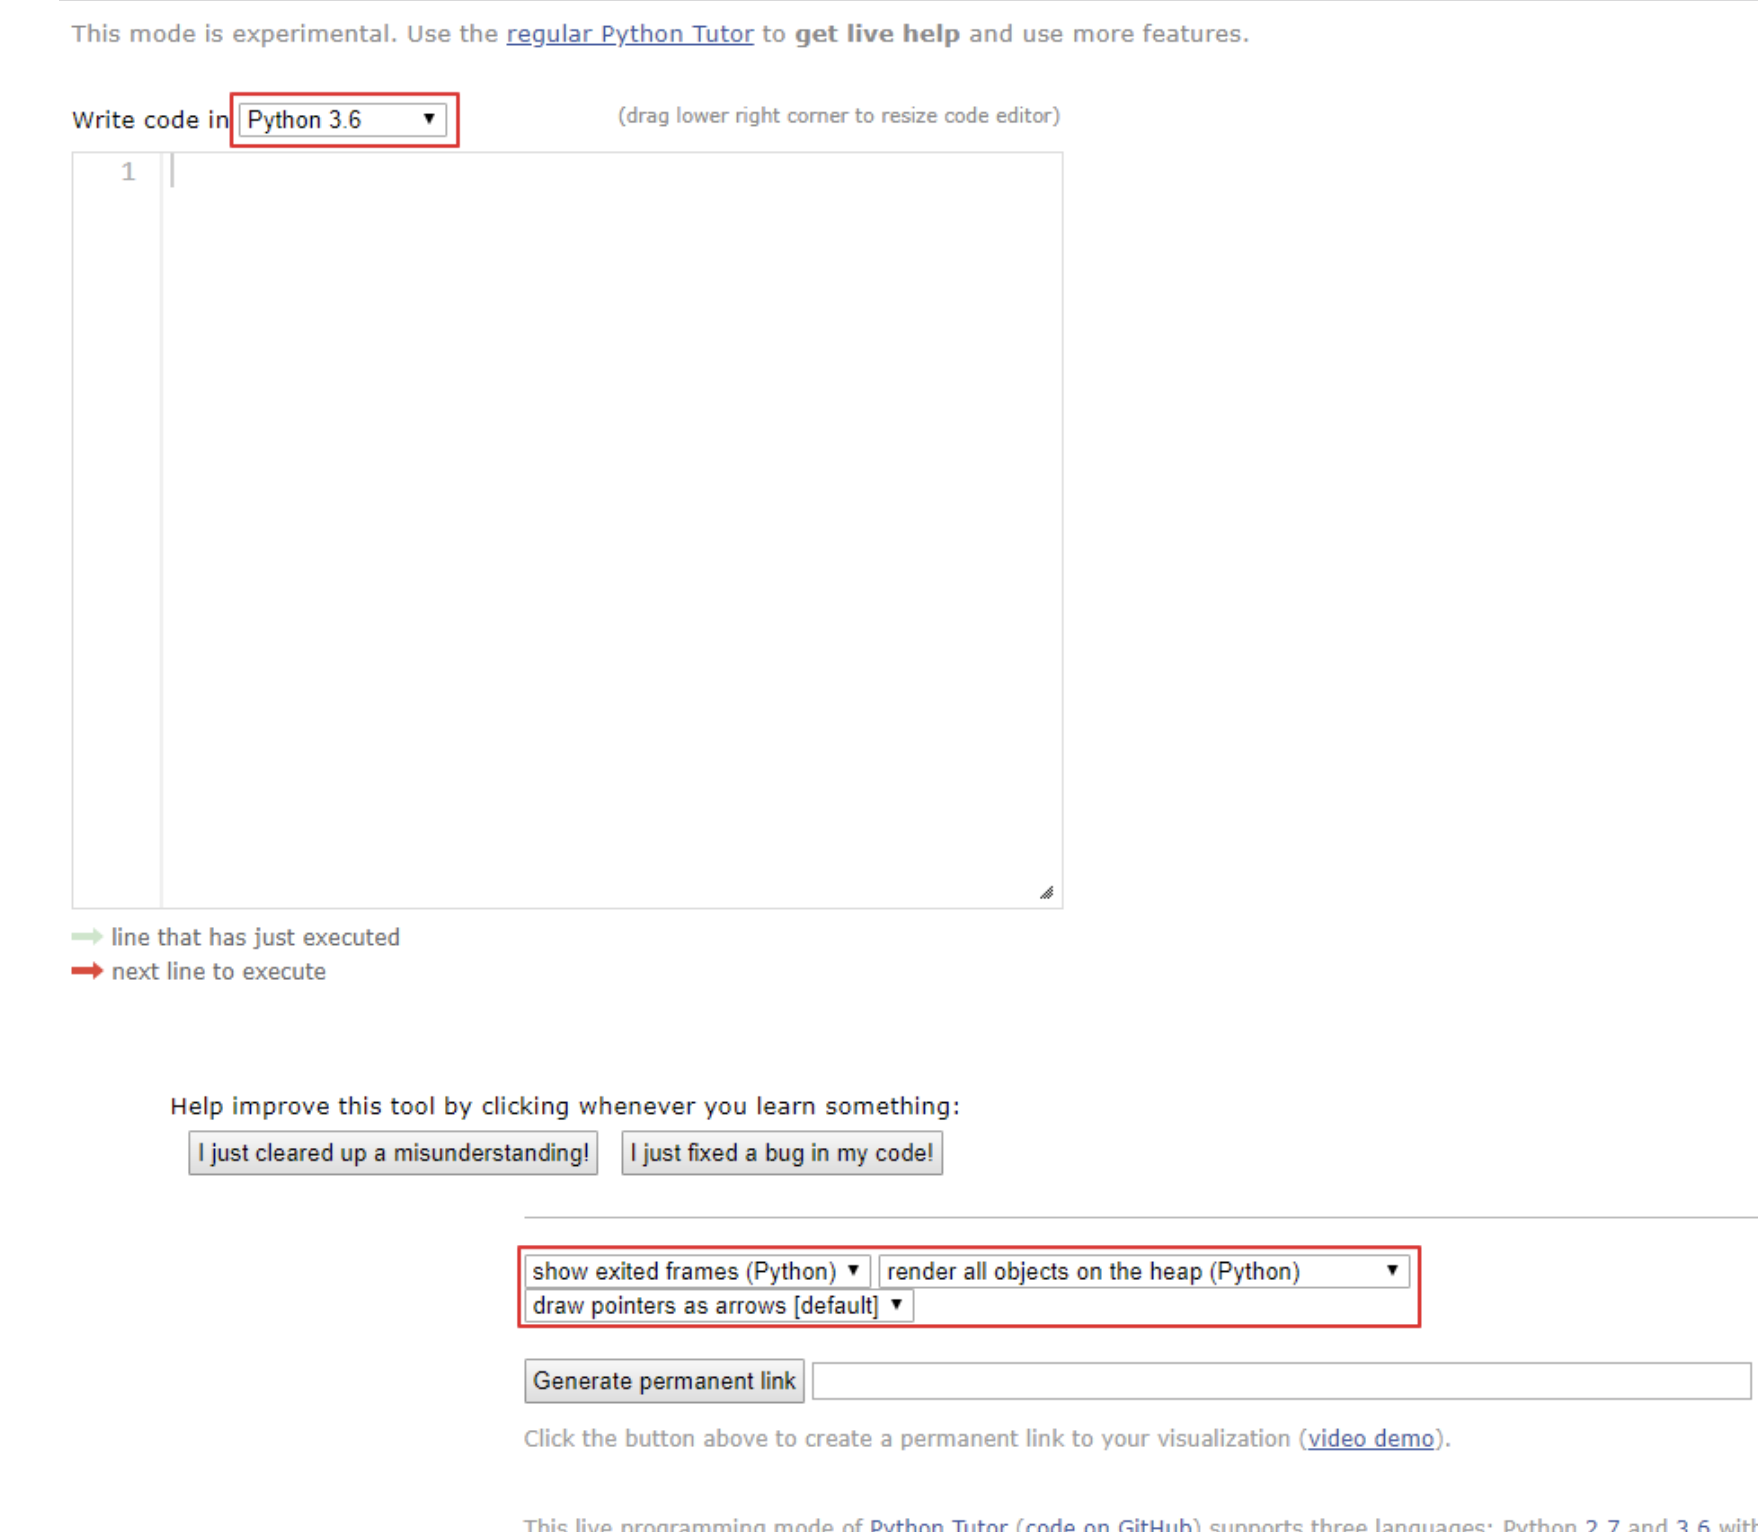 This mode is experimental. Use the regular Python Tutor to get live help and use more features.
Write code in Python 3.6 (drag lower right corner to resize code editor)
1
line that has just executed
next line to execute
Help improve this tool by clicking whenever you learn something:
I just cleared up a misunderstanding! I just fixed a bug in my code!
show exited frames (Python) render all objects on the heap (Python)
draw pointers as arrows [default]
Generate permanent link
Click the button above to create a permanent link to your visualization (video demo).
This live programming mode of Python Tutor (code on GitHub) supports three languages: Python 2.7 and 3.6 with